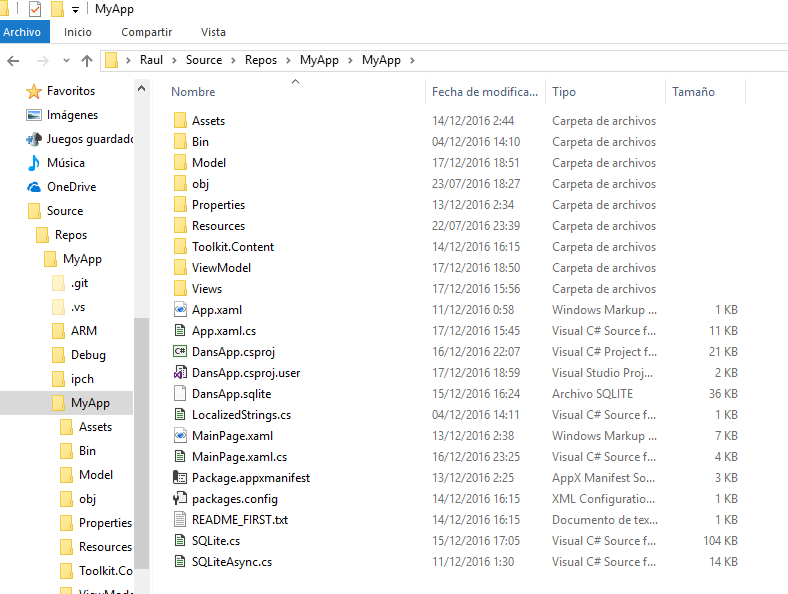 MyApp
Archivo Inicio Compartir Vista
Raul Source Repos MyApp MyApp
Favoritos
Imágenes
Juegos guardado
Música
OneDrive
Source
Repos
MyApp
.git
.vs
ARM
Debug
ipch
MyApp
Assets
Bin
Model
obj
Properties
Resources
Toolkit.Co
ViewMod
Nombre Fecha de modifica... Tipo Tamaño
Assets 14/12/2016 2:44 Carpeta de archivos
Bin 04/12/2016 14:10 Carpeta de archivos
Model 17/12/2016 18:51 Carpeta de archivos
obj 23/07/2016 18:27 Carpeta de archivos
Properties 13/12/2016 2:34 Carpeta de archivos
Resources 22/07/2016 23:39 Carpeta de archivos
Toolkit.Content 14/12/2016 16:15 Carpeta de archivos
ViewModel 17/12/2016 18:50 Carpeta de archivos
Views 17/12/2016 15:56 Carpeta de archivos
App.xaml 11/12/2016 0:58 Windows Markup ... 1 KB
App.xaml.cs 17/12/2016 15:45 Visual C# Source f... 11 KB
C# DansApp.csproj 16/12/2016 22:07 Visual C# Project f... 21 KB
DansApp.csproj.user 17/12/2016 18:59 Visual Studio Proj... 2 KB
DansApp.sqlite 15/12/2016 16:24 Archivo SQLITE 36 KB
LocalizedStrings.cs 04/12/2016 14:11 Visual C# Source f... 1 KB
MainPage.xaml 13/12/2016 2:38 Windows Markup ... 7 KB
MainPage.xaml.cs 16/12/2016 23:25 Visual C# Source f... 4 KB
Package.appxmanifest 13/12/2016 2:25 AppX Manifest So... 3 KB
packages.config 14/12/2016 16:15 XML Configuratio... 1 KB
README_FIRST.txt 14/12/2016 16:15 Documento de tex... 1 KB
SQLite.cs 15/12/2016 17:05 Visual C# Source f... 104 KB
SQLiteAsync.cs 11/12/2016 1:30 Visual C# Source f... 14 KB